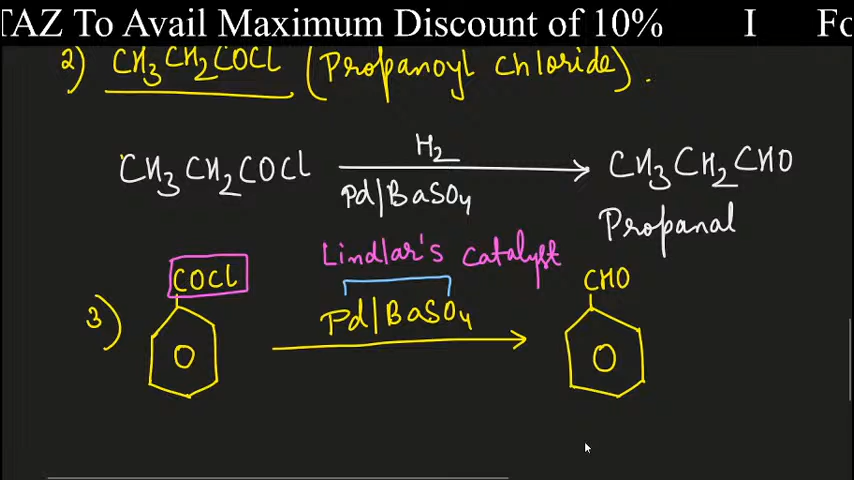 TAZ To Avail Maximum Discount of 10% I Fo
2) CH3CH2COCl (Propanoyl chloride).
CH3CH2COCl H2 Pd|BaSO4 CH3CH2CHO
Propanal
Lindlar's catalyst
COCl CHO
3) Pd|BaSO4